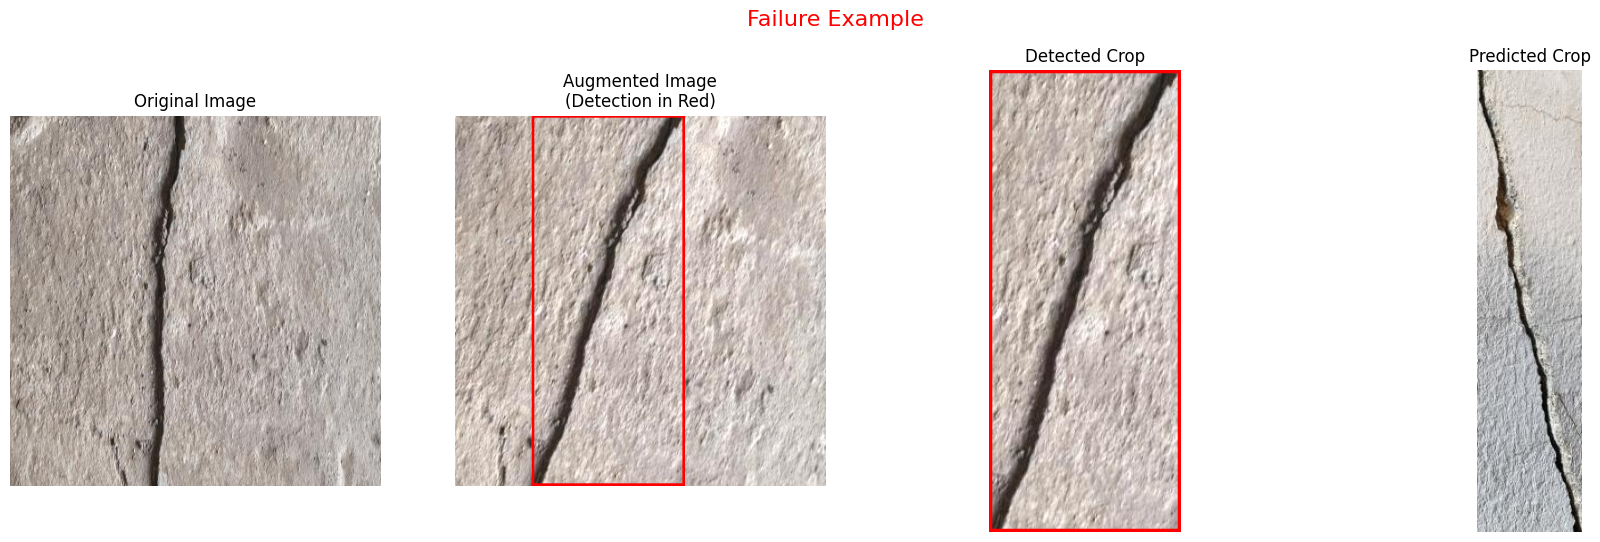 Failure Example
Original Image
Augmented Image
(Detection in Red)
Detected Crop
Predicted Crop